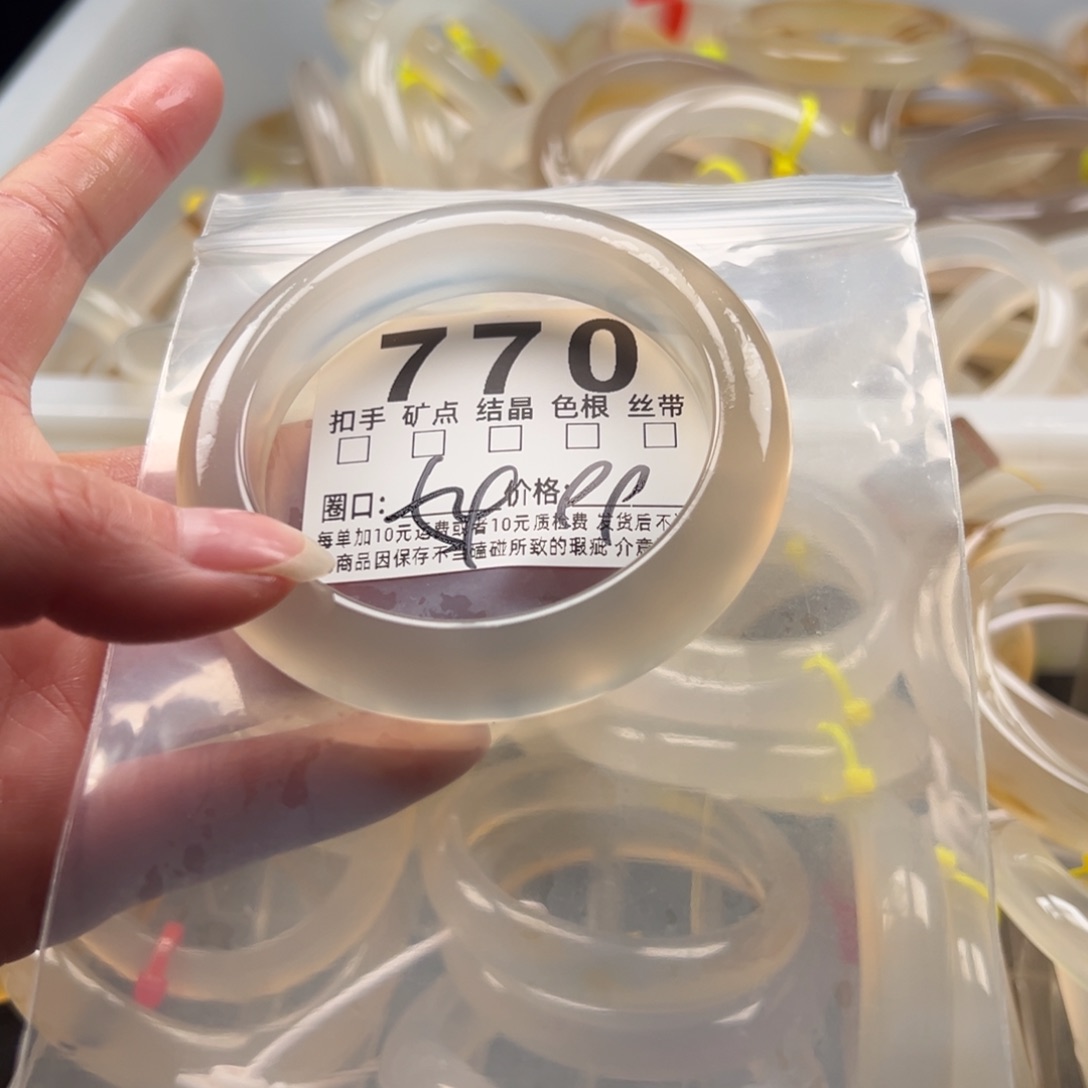 770
扣手 矿点 结晶 色根 丝带
圈口: 价格:
每单加10元运费或者10元质检费 发货后不
商品因保存不当磕碰所致的瑕疵 介意